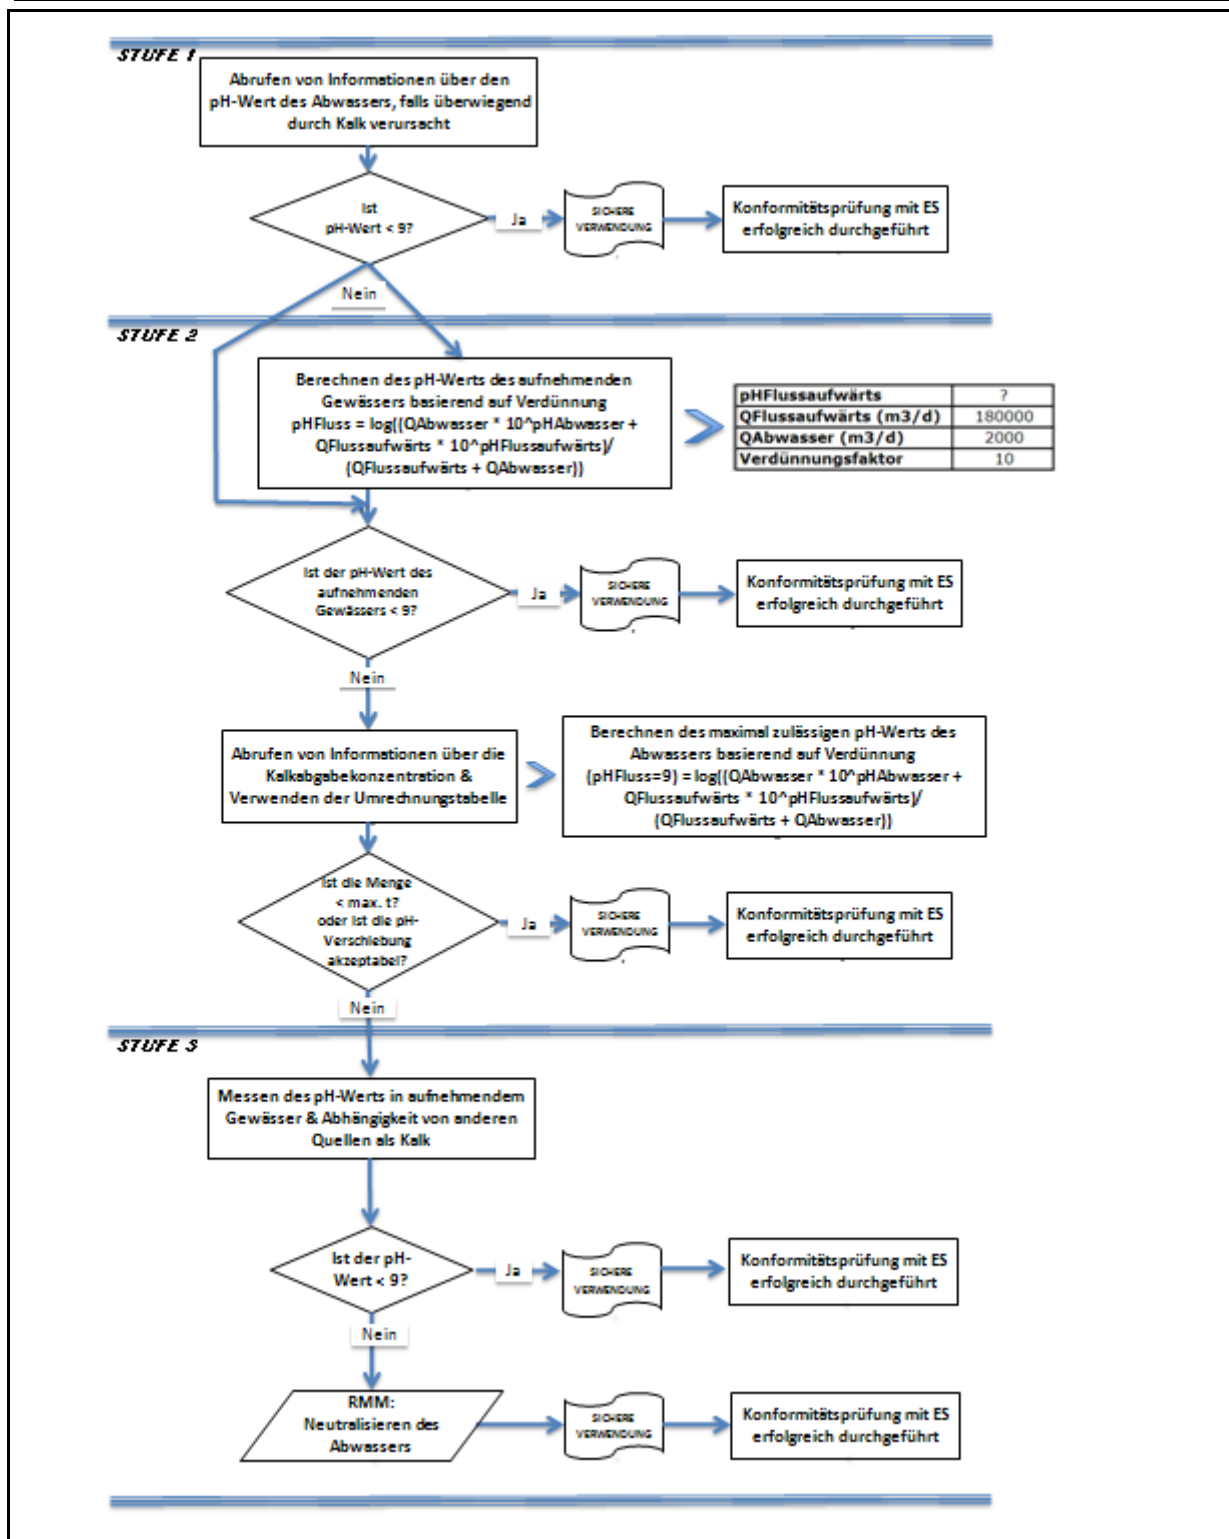 STUFE 1
Abrufen von Informationen über den
pH-Wert des Abwassers, falls überwiegend
durch Kalk verursacht
Ist
pH-Wert < 9?
Ja
SICHERE
VERWENDUNG
Konformitätsprüfung mit ES
erfolgreich durchgeführt
Nein
STUFE 2
Berechnen des pH-Werts des aufnehmenden
Gewässers basierend auf Verdünnung
pHFluss = log((QAbwasser * 10^pHAbwasser +
QFlussaufwärts * 10^pHFlussaufwärts)/
(QFlussaufwärts + QAbwasser))
pHFlussaufwärts ?
QFlussaufwärts (m3/d) 180000
QAbwasser (m3/d) 2000
Verdünnungsfaktor 10
Ist der pH-Wert des
aufnehmenden
Gewässers < 9?
Ja
SICHERE
VERWENDUNG
Konformitätsprüfung mit ES
erfolgreich durchgeführt
Nein
Abrufen von Informationen über die
Kalkabgabekonzentration &
Verwenden der Umrechnungstabelle
Berechnen des maximal zulässigen pH-Werts des
Abwassers basierend auf Verdünnung
(pHFluss=9) = log((QAbwasser * 10^pHAbwasser +
QFlussaufwärts * 10^pHFlussaufwärts)/
(QFlussaufwärts + QAbwasser))
Ist die Menge
< max. t?
oder ist die pH-
Verschiebung
akzeptabel?
Ja
SICHERE
VERWENDUNG
Konformitätsprüfung mit ES
erfolgreich durchgeführt
Nein
STUFE 3
Messen des pH-Werts in aufnehmendem
Gewässer & Abhängigkeit von anderen
Quellen als Kalk
Ist der pH-
Wert < 9?
Ja
SICHERE
VERWENDUNG
Konformitätsprüfung mit ES
erfolgreich durchgeführt
Nein
RMM:
Neutralisieren des
Abwassers
SICHERE
VERWENDUNG
Konformitätsprüfung mit ES
erfolgreich durchgeführt